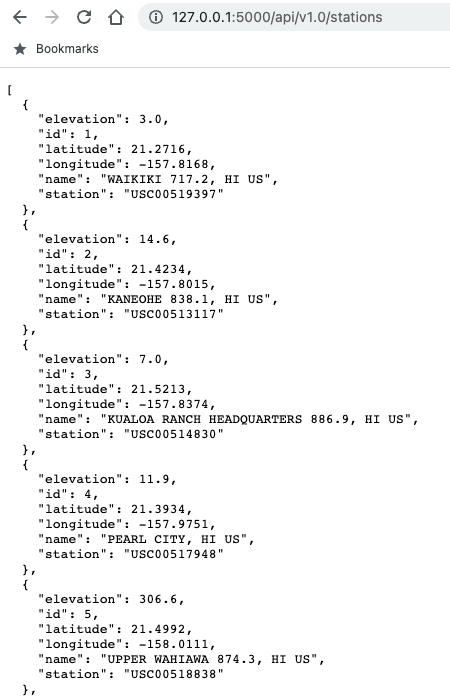 127.0.0.1:5000/api/v1.0/stations
Bookmarks
[
  {
    "elevation": 3.0,
    "id": 1,
    "latitude": 21.2716,
    "longitude": -157.8168,
    "name": "WAIKIKI 717.2, HI US",
    "station": "USC00519397"
  },
  {
    "elevation": 14.6,
    "id": 2,
    "latitude": 21.4234,
    "longitude": -157.8015,
    "name": "KANEOHE 838.1, HI US",
    "station": "USC00513117"
  },
  {
    "elevation": 7.0,
    "id": 3,
    "latitude": 21.5213,
    "longitude": -157.8374,
    "name": "KUALOA RANCH HEADQUARTERS 886.9, HI US",
    "station": "USC00514830"
  },
  {
    "elevation": 11.9,
    "id": 4,
    "latitude": 21.3934,
    "longitude": -157.9751,
    "name": "PEARL CITY, HI US",
    "station": "USC00517948"
  },
  {
    "elevation": 306.6,
    "id": 5,
    "latitude": 21.4992,
    "longitude": -158.0111,
    "name": "UPPER WAHIAWA 874.3, HI US",
    "station": "USC00518838"
  },